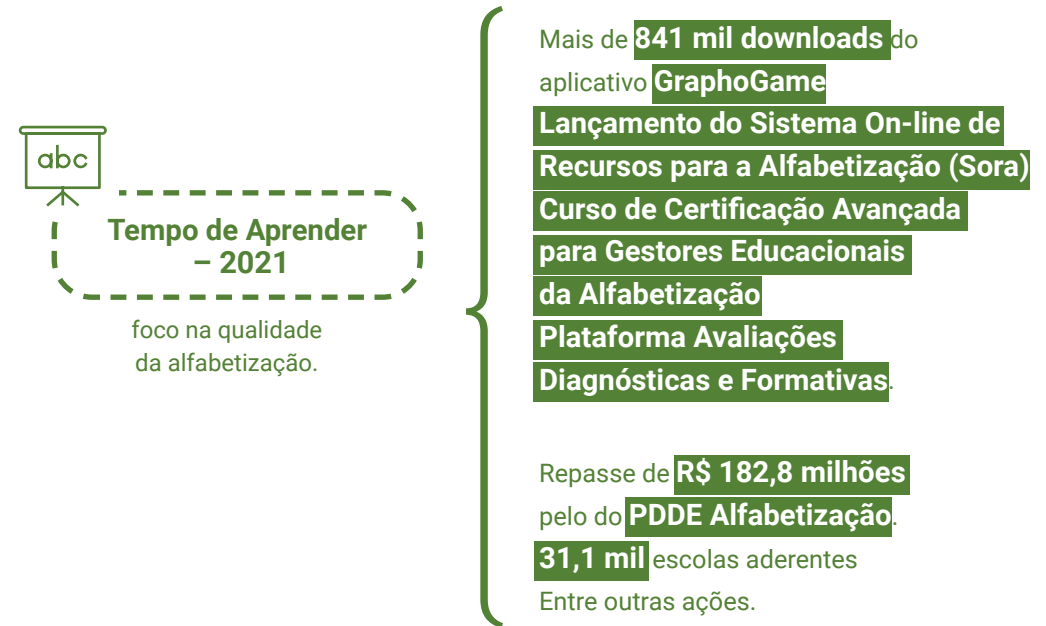 abc
Tempo de Aprender
– 2021
foco na qualidade
da alfabetização.
Mais de 841 mil downloads do
aplicativo GraphoGame
Lançamento do Sistema On-line de
Recursos para a Alfabetização (Sora)
Curso de Certificação Avançada
para Gestores Educacionais
da Alfabetização
Plataforma Avaliações
Diagnósticas e Formativas.
Repasse de R$ 182,8 milhões
pelo do PDDE Alfabetização.
31,1 mil escolas aderentes
Entre outras ações.